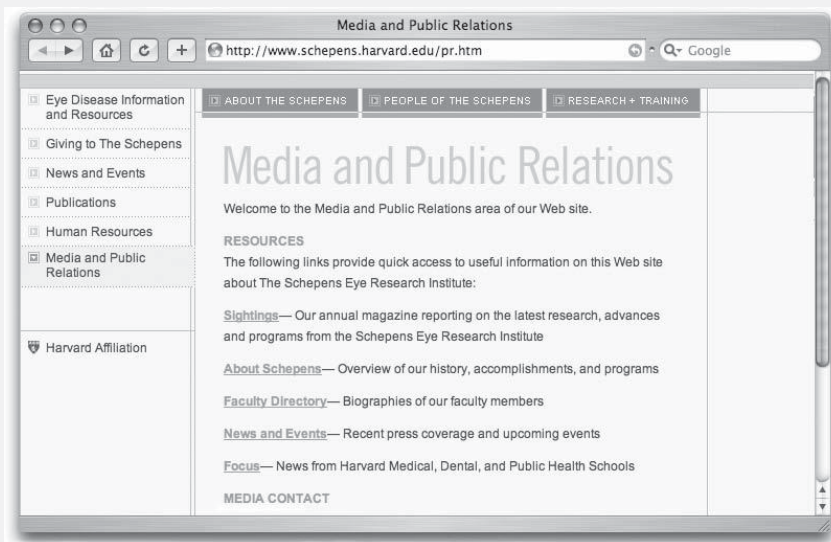 Media and Public Relations
http://www.schepens.harvard.edu/pr.htm
Google
Eye Disease Information
and Resources
Giving to The Schepens
News and Events
Publications
Human Resources
Media and Public
Relations
Harvard Affiliation
ABOUT THE SCHEPENS
PEOPLE OF THE SCHEPENS
RESEARCH + TRAINING
Media and Public Relations
Welcome to the Media and Public Relations area of our Web site.
RESOURCES
The following links provide quick access to useful information on this Web site
about The Schepens Eye Research Institute:
Sightings— Our annual magazine reporting on the latest research, advances
and programs from the Schepens Eye Research Institute
About Schepens— Overview of our history, accomplishments, and programs
Faculty Directory— Biographies of our faculty members
News and Events— Recent press coverage and upcoming events
Focus— News from Harvard Medical, Dental, and Public Health Schools
MEDIA CONTACT